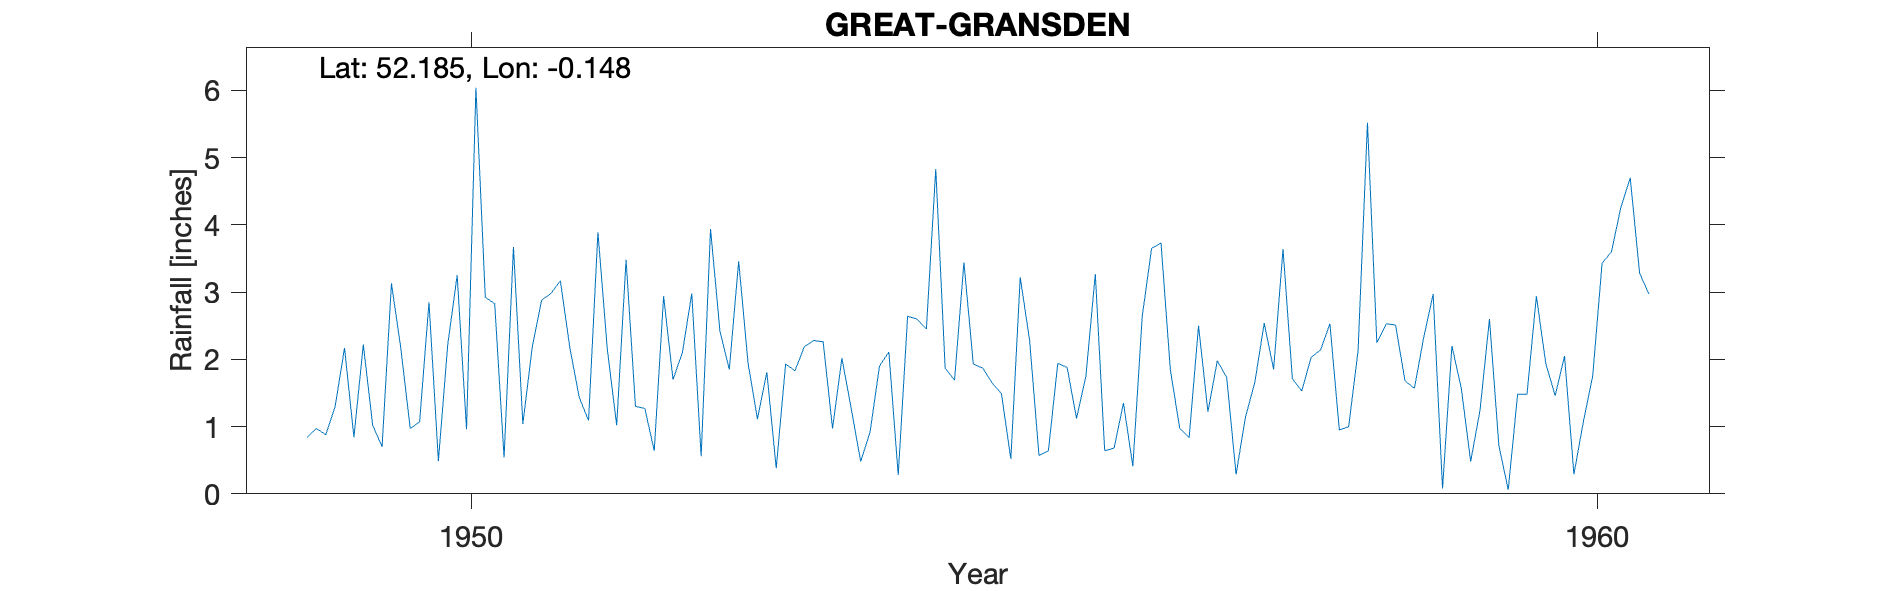 GREAT-GRANSDEN
Lat: 52.185, Lon: -0.148
Rainfall [inches]
6
5
4
3
2
1
0
1950
1960
Year